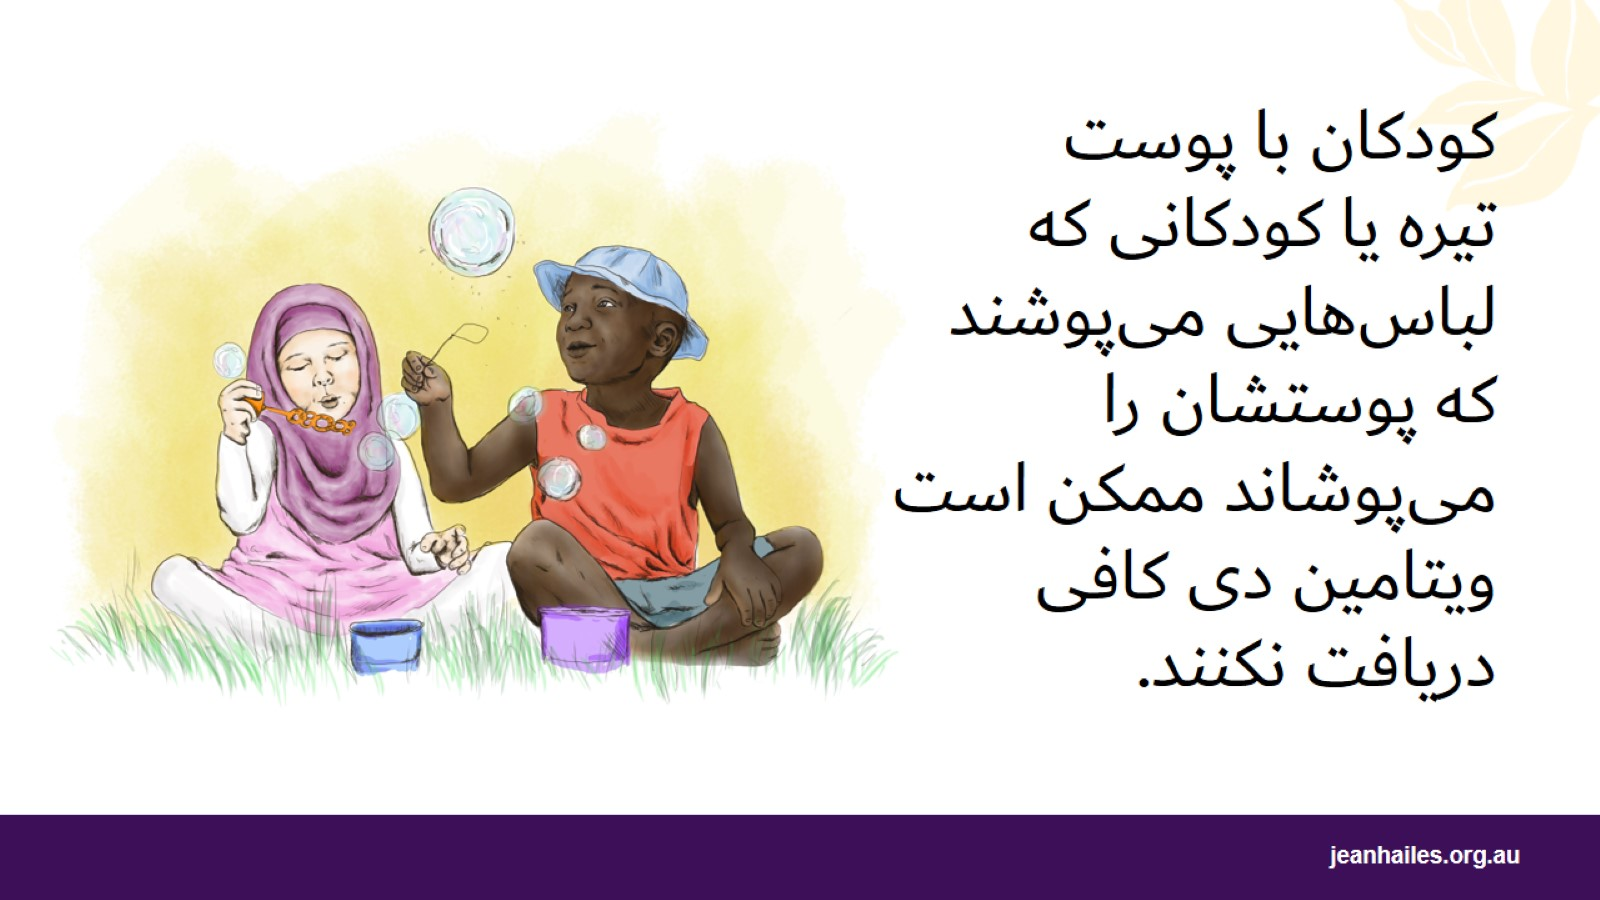 کودکان با پوست
تیره یا کودکانی که
لباس‌هایی می‌پوشند
که پوستشان را
می‌پوشاند ممکن است
ویتامین دی کافی
دریافت نکنند.
jeanhailes.org.au